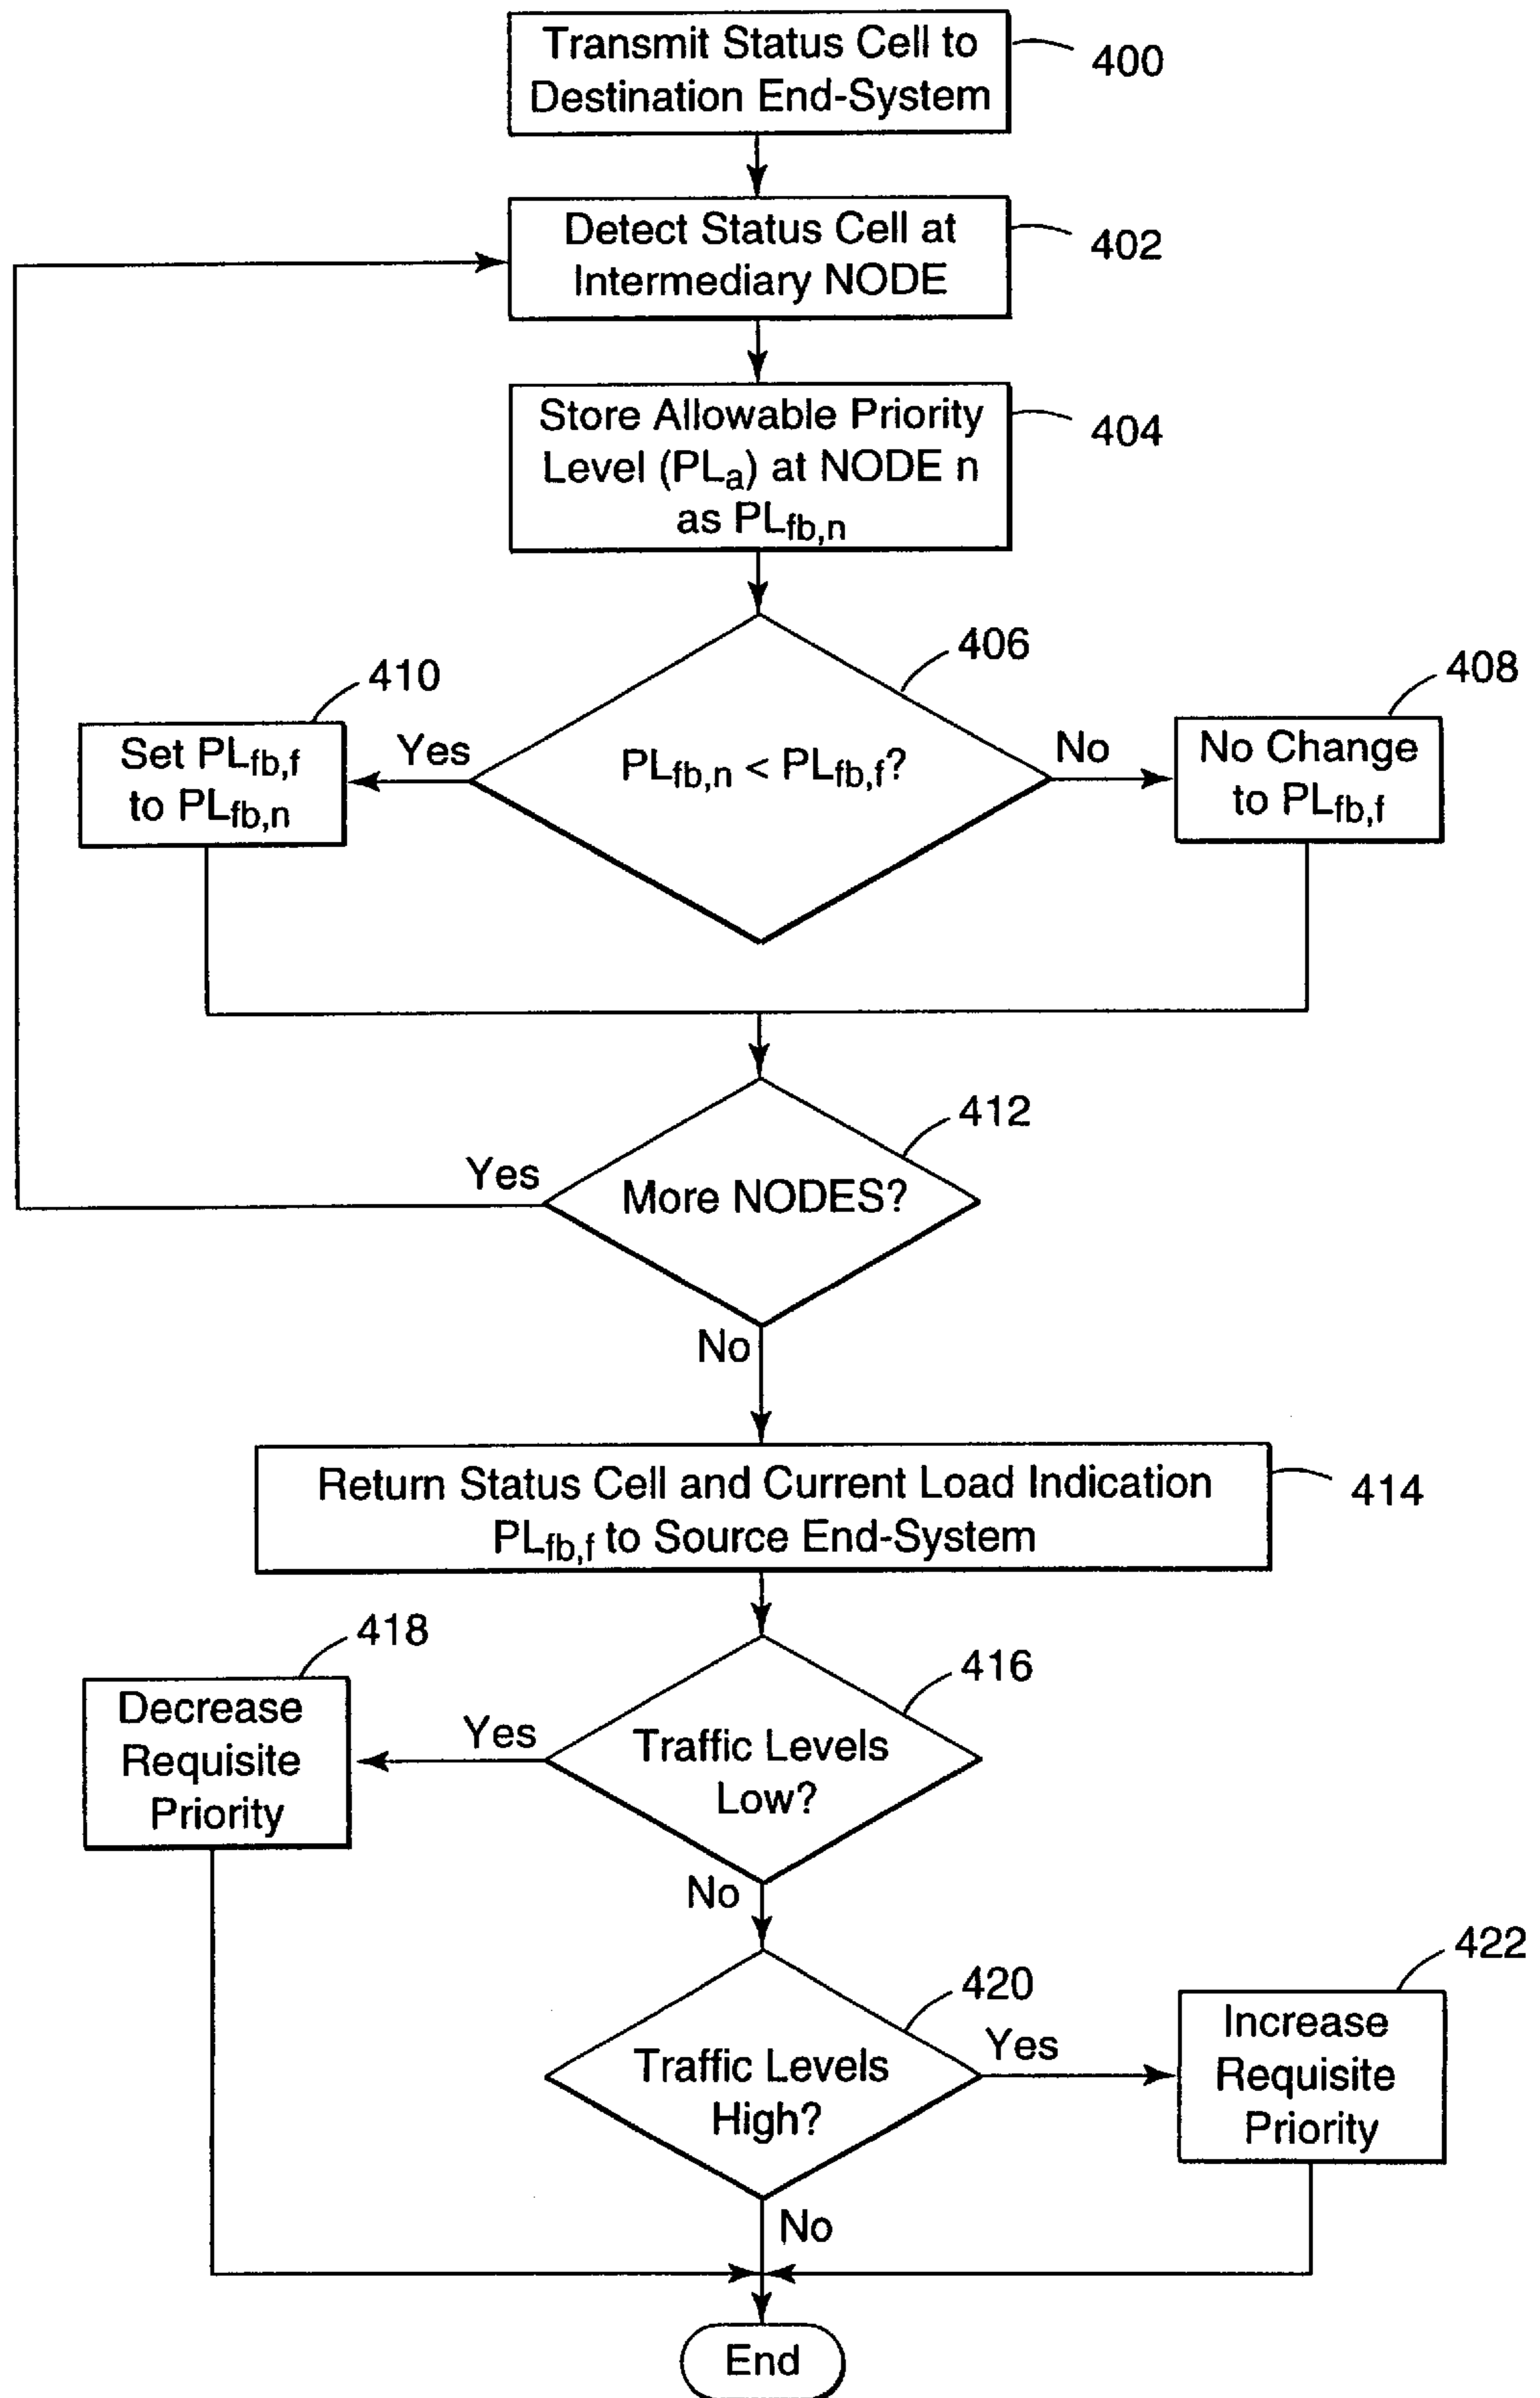 Transmit Status Cell to
Destination End-System
400
Detect Status Cell at
Intermediary NODE
402
Store Allowable Priority
Level (PLa) at NODE n
as PLfb,n
404
406
PLfb,n < PLfb,f?
410
Yes
Set PLfb,f
to PLfb,n
408
No
No Change
to PLfb,f
412
Yes
More NODES?
No
Return Status Cell and Current Load Indication
PLfb,f to Source End-System
414
418
416
Decrease
Requisite
Priority
Yes
Traffic Levels
Low?
No
420
422
Traffic Levels
High?
Yes
Increase
Requisite
Priority
No
End